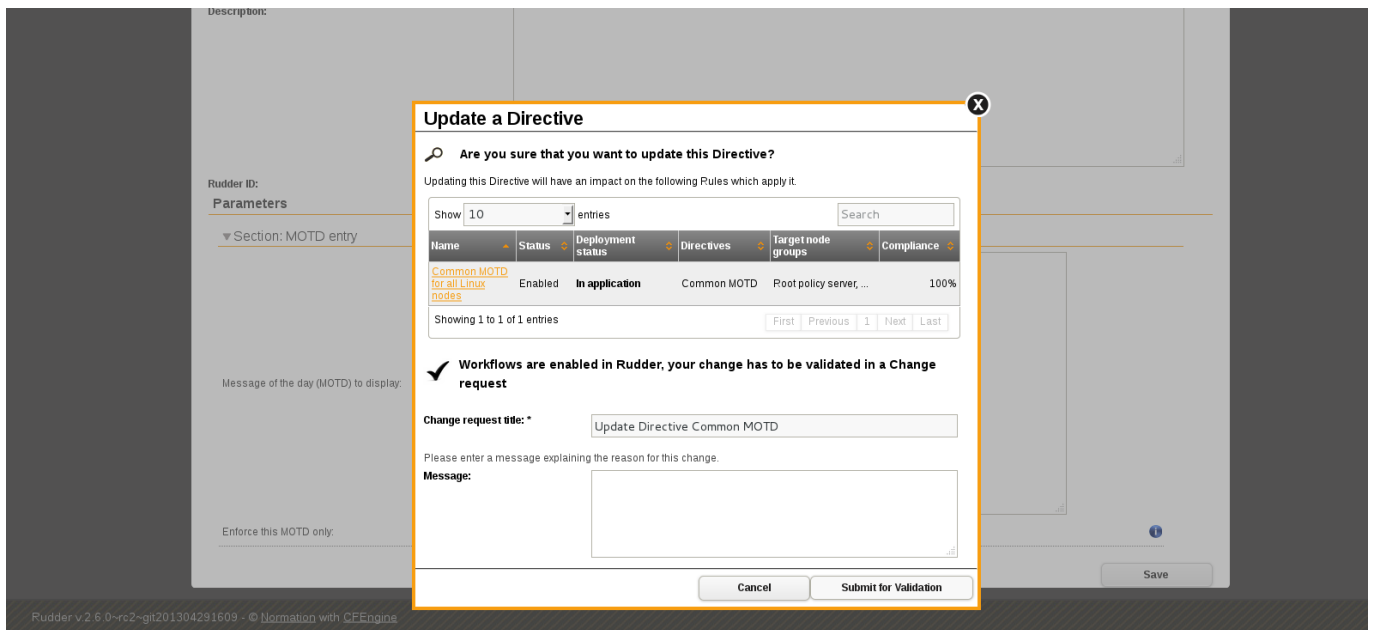 Description:
X
Update a Directive
Are you sure that you want to update this Directive?
Updating this Directive will have an impact on the following Rules which apply it.
Rudder ID:
Parameters
Section: MOTD entry
Show 10 entries Search
Name Status Deployment status Directives Target node groups Compliance
Common MOTD for all Linux nodes Enabled In application Common MOTD Root policy server, ... 100%
Showing 1 to 1 of 1 entries First Previous 1 Next Last
Workflows are enabled in Rudder, your change has to be validated in a Change
request
Message of the day (MOTD) to display:
Change request title: * Update Directive Common MOTD
Please enter a message explaining the reason for this change.
Message:
Enforce this MOTD only:
Cancel Submit for Validation
Save
Rudder v.2.6.0~rc2~git201304291609 - © Normation with CFEngine